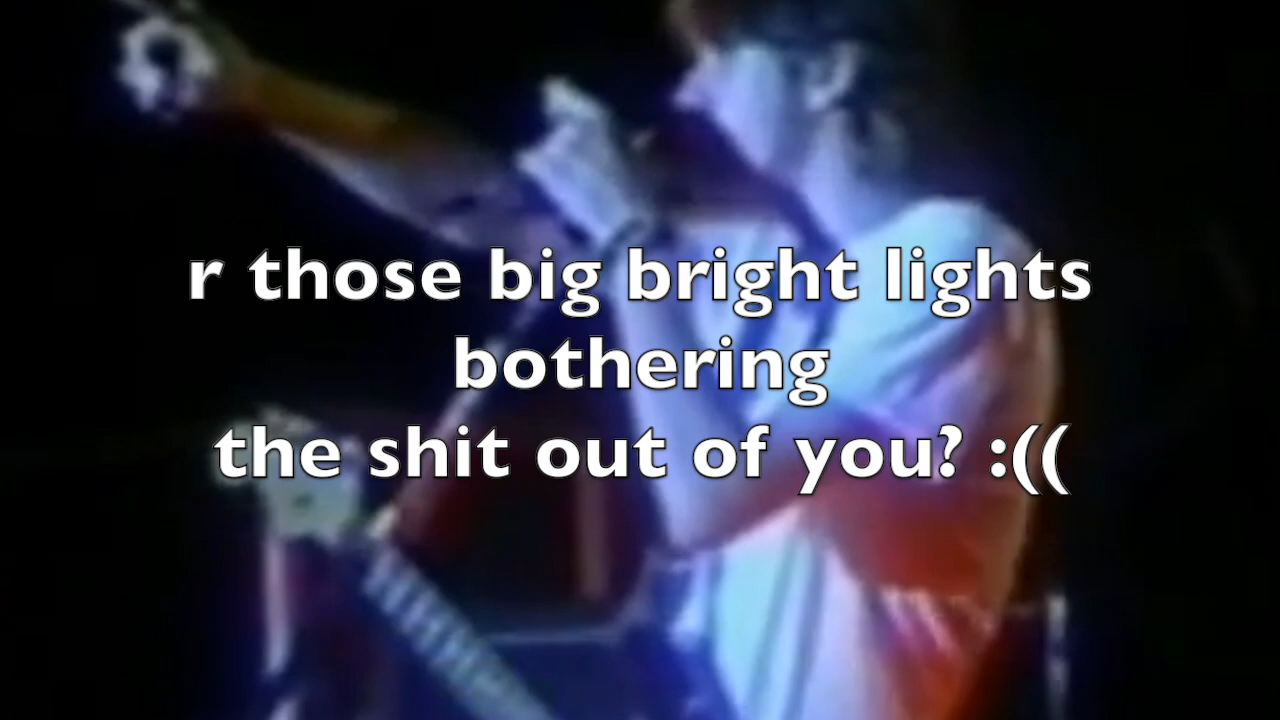 r those big bright lights
bothering
the shit out of you? :((